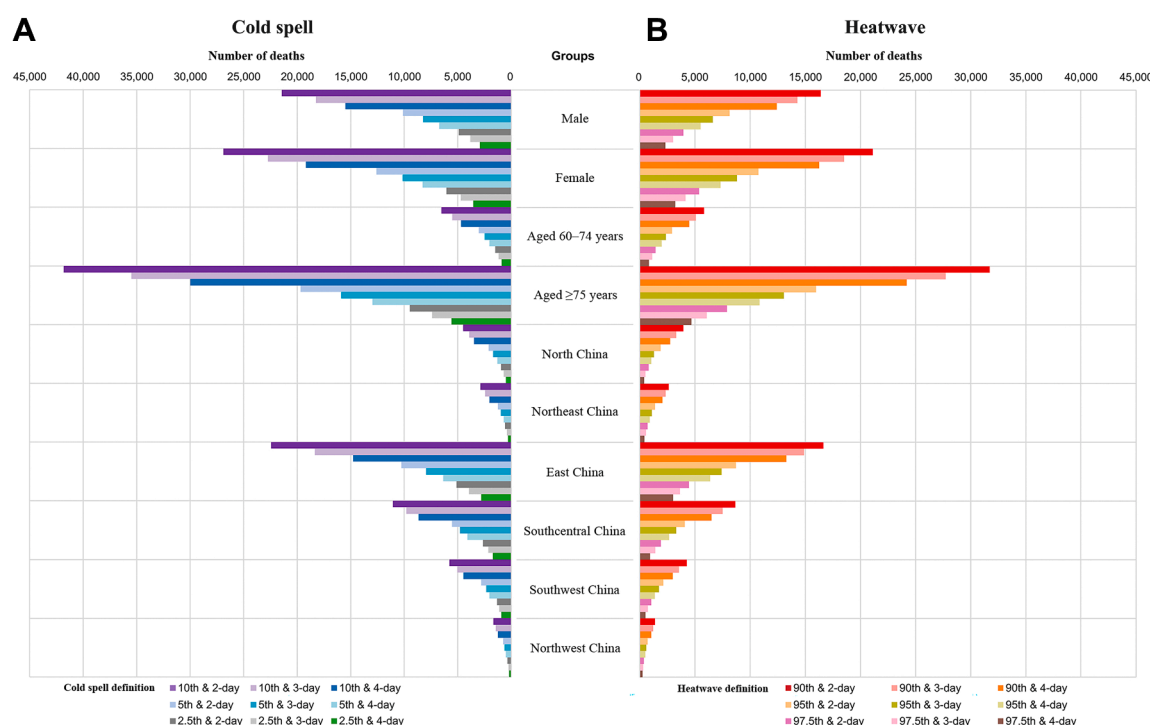 A
Cold spell
B
Heatwave
Number of deaths
Groups
Number of deaths
45,000 40,000 35,000 30,000 25,000 20,000 15,000 10,000 5,000 0
0 5,000 10,000 15,000 20,000 25,000 30,000 35,000 40,000 45,000
Male
Female
Aged 60–74 years
Aged ≥75 years
North China
Northeast China
East China
Southcentral China
Southwest China
Northwest China
Cold spell definition 10th & 2-day 10th & 3-day 10th & 4-day
5th & 2-day 5th & 3-day 5th & 4-day
2.5th & 2-day 2.5th & 3-day 2.5th & 4-day
Heatwave definition 90th & 2-day 90th & 3-day 90th & 4-day
95th & 2-day 95th & 3-day 95th & 4-day
97.5th & 2-day 97.5th & 3-day 97.5th & 4-day